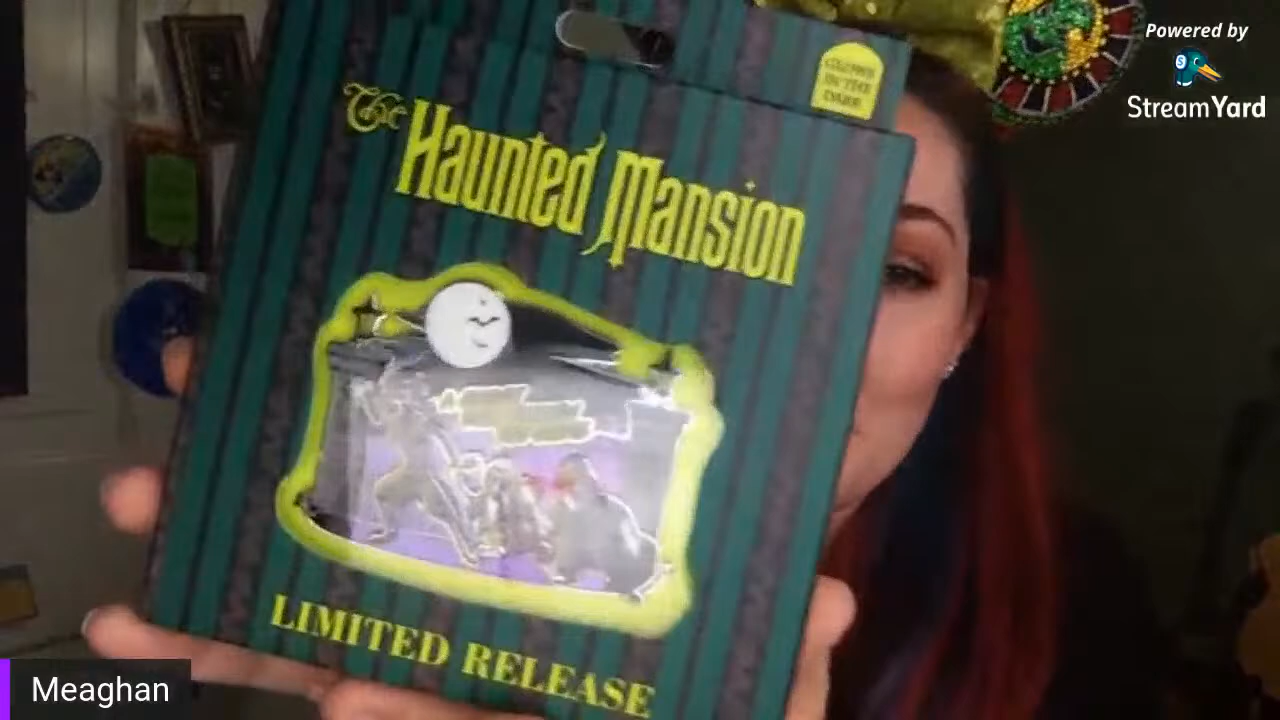 Powered by
StreamYard
GLOWS
IN THE
DARK
The
Haunted Mansion
LIMITED RELEASE
Meaghan